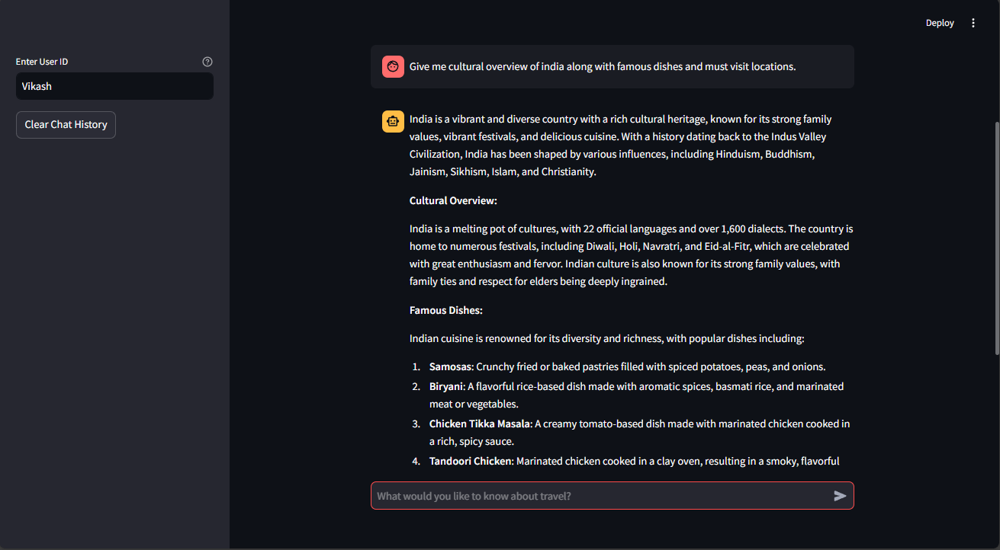 Deploy
Enter User ID
Vikash
Clear Chat History
Give me cultural overview of india along with famous dishes and must visit locations.
India is a vibrant and diverse country with a rich cultural heritage, known for its strong family
values, vibrant festivals, and delicious cuisine. With a history dating back to the Indus Valley
Civilization, India has been shaped by various influences, including Hinduism, Buddhism,
Jainism, Sikhism, Islam, and Christianity.
Cultural Overview:
India is a melting pot of cultures, with 22 official languages and over 1,600 dialects. The country is
home to numerous festivals, including Diwali, Holi, Navratri, and Eid-al-Fitr, which are celebrated
with great enthusiasm and fervor. Indian culture is also known for its strong family values, with
family ties and respect for elders being deeply ingrained.
Famous Dishes:
Indian cuisine is renowned for its diversity and richness, with popular dishes including:
1. Samosas: Crunchy fried or baked pastries filled with spiced potatoes, peas, and onions.
2. Biryani: A flavorful rice-based dish made with aromatic spices, basmati rice, and marinated
meat or vegetables.
3. Chicken Tikka Masala: A creamy tomato-based dish made with marinated chicken cooked in
a rich, spicy sauce.
4. Tandoori Chicken: Marinated chicken cooked in a clay oven, resulting in a smoky, flavorful
What would you like to know about travel?